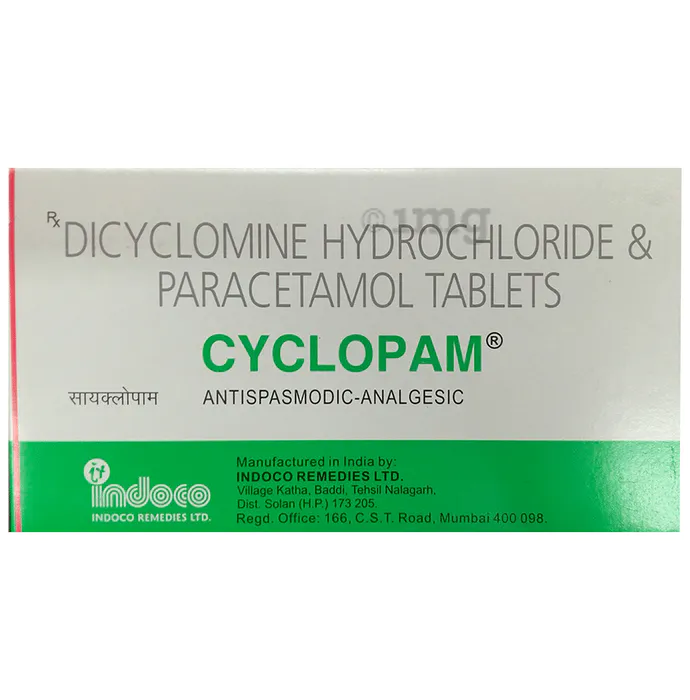 Rx DICYCLOMINE HYDROCHLORIDE &
PARACETAMOL TABLETS
© 1mg
CYCLOPAM®
सायक्लोपाम ANTISPASMODIC-ANALGESIC
indoco
INDOCO REMEDIES LTD.
Manufactured in India by:
INDOCO REMEDIES LTD.
Village Katha, Baddi, Tehsil Nalagarh,
Dist. Solan (H.P.) 173 205.
Regd. Office: 166, C.S.T. Road, Mumbai 400 098.